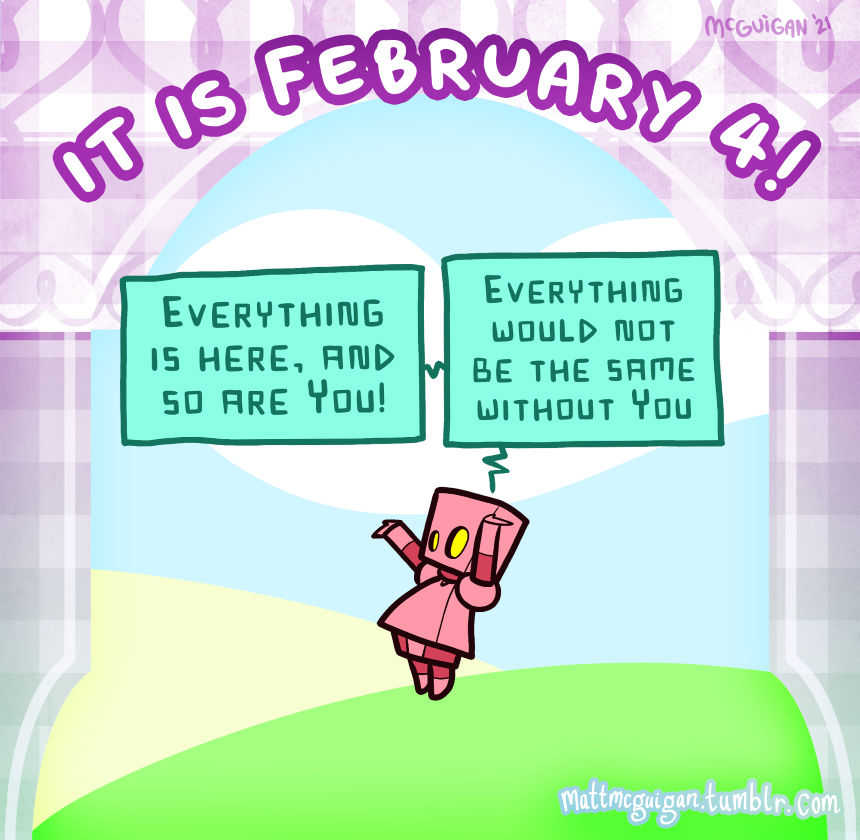 McGUiGAN '21
IT IS FEBRUARY 4!
EVERYTHING
IS HERE, AND
SO ARE YOU!
EVERYTHING
WOULD NOT
BE THE SAME
WITHOUT YOU
mattmcguigan.tumblr.com